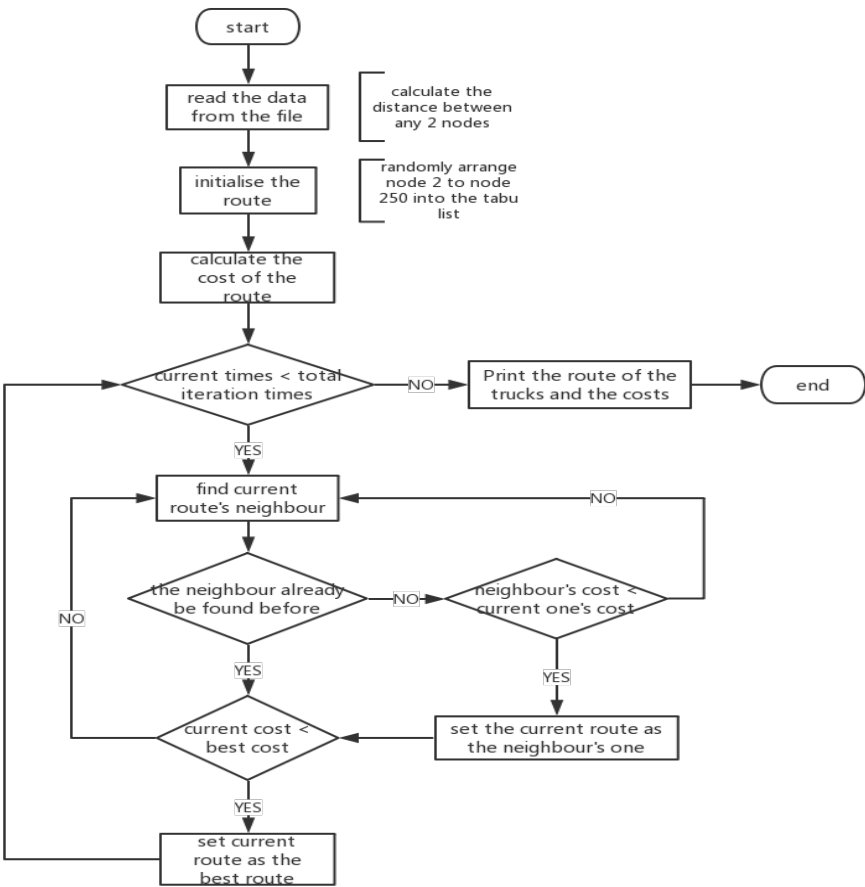 start
read the data
from the file
calculate the
distance between
any 2 nodes
initialise the
route
randomly arrange
node 2 to node
250 into the tabu
list
calculate the
cost of the
route
current times < total
iteration times
NO
Print the route of the
trucks and the costs
end
YES
find current
route's neighbour
NO
the neighbour already
be found before
NO
neighbour's cost <
current one's cost
NO
YES
YES
current cost <
best cost
set the current route as
the neighbour's one
YES
set current
route as the
best route